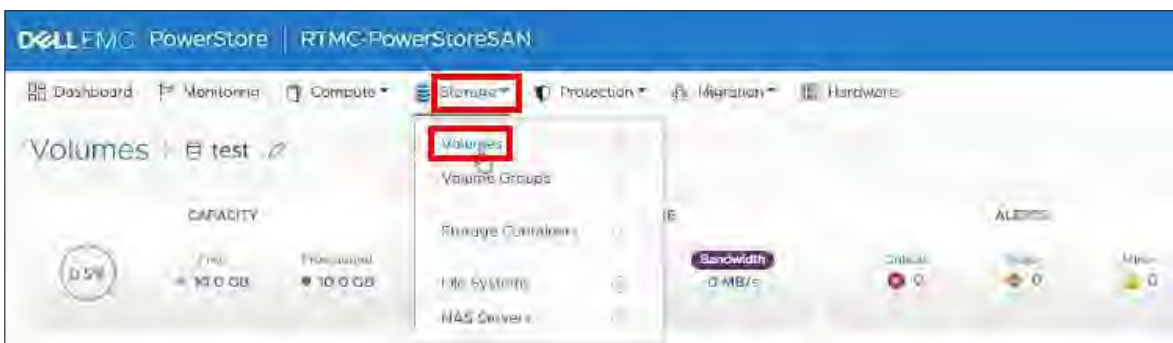 DELLEMC PowerStore | RTMC-PowerStoreSAN
Dashboard Monitoring Compute Storage Protection Migration Hardware
Volumes test
Volumes
Volume Groups
Storage Containers
File Systems
NAS Servers
CAPACITY ALERTS
Free Provisioned Bandwidth Critical Major Minor
10.0 GB 10.0 GB 0 MB/s 0 0 0